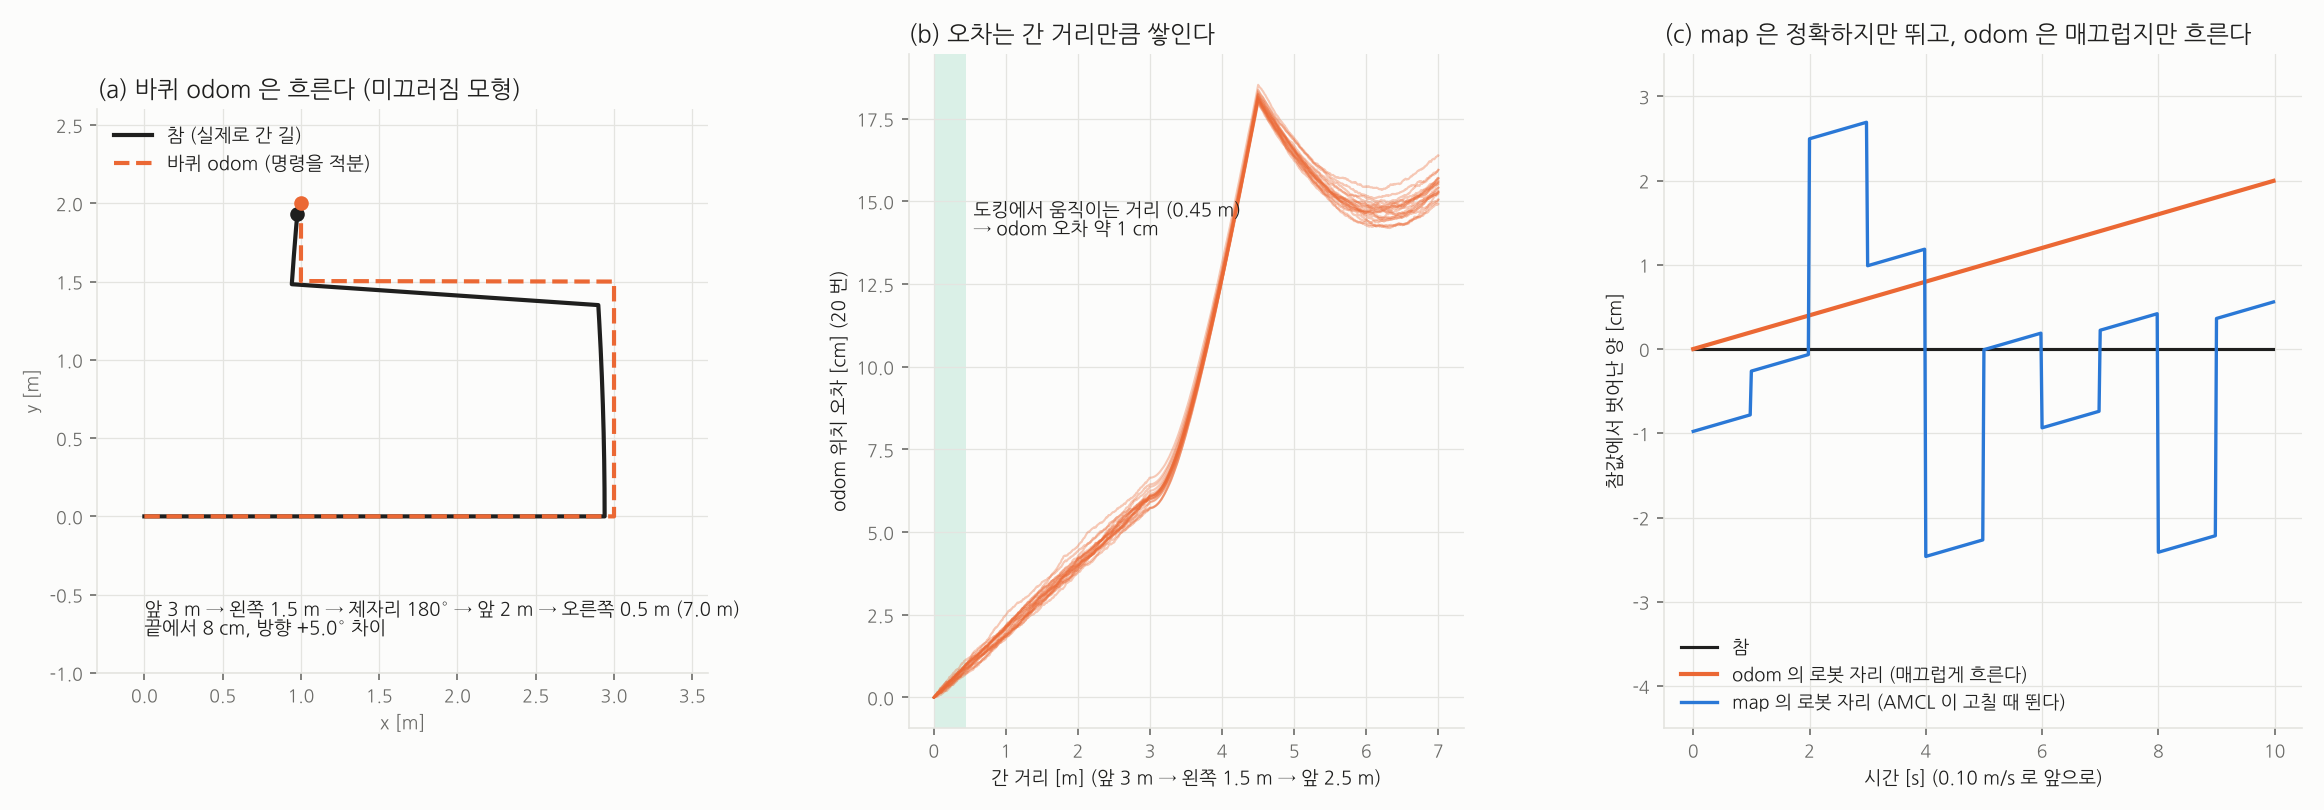 (a) 바퀴 odom 은 흐른다 (미끄러짐 모형)
참 (실제로 간 길)
바퀴 odom (명령을 적분)
2.5
2.0
1.5
1.0
0.5
0.0
-0.5
-1.0
y [m]
앞 3 m → 왼쪽 1.5 m → 제자리 180° → 앞 2 m → 오른쪽 0.5 m (7.0 m)
끝에서 8 cm, 방향 +5.0° 차이
0.0 0.5 1.0 1.5 2.0 2.5 3.0 3.5
x [m]
(b) 오차는 간 거리만큼 쌓인다
17.5
15.0
12.5
10.0
7.5
5.0
2.5
0.0
odom 위치 오차 [cm] (20 번)
도킹에서 움직이는 거리 (0.45 m)
→ odom 오차 약 1 cm
0 1 2 3 4 5 6 7
간 거리 [m] (앞 3 m → 왼쪽 1.5 m → 앞 2.5 m)
(c) map 은 정확하지만 뛰고, odom 은 매끄럽지만 흐른다
3
2
1
0
-1
-2
-3
-4
참값에서 벗어난 양 [cm]
참
odom 의 로봇 자리 (매끄럽게 흐른다)
map 의 로봇 자리 (AMCL 이 고칠 때 뛴다)
0 2 4 6 8 10
시간 [s] (0.10 m/s 로 앞으로)